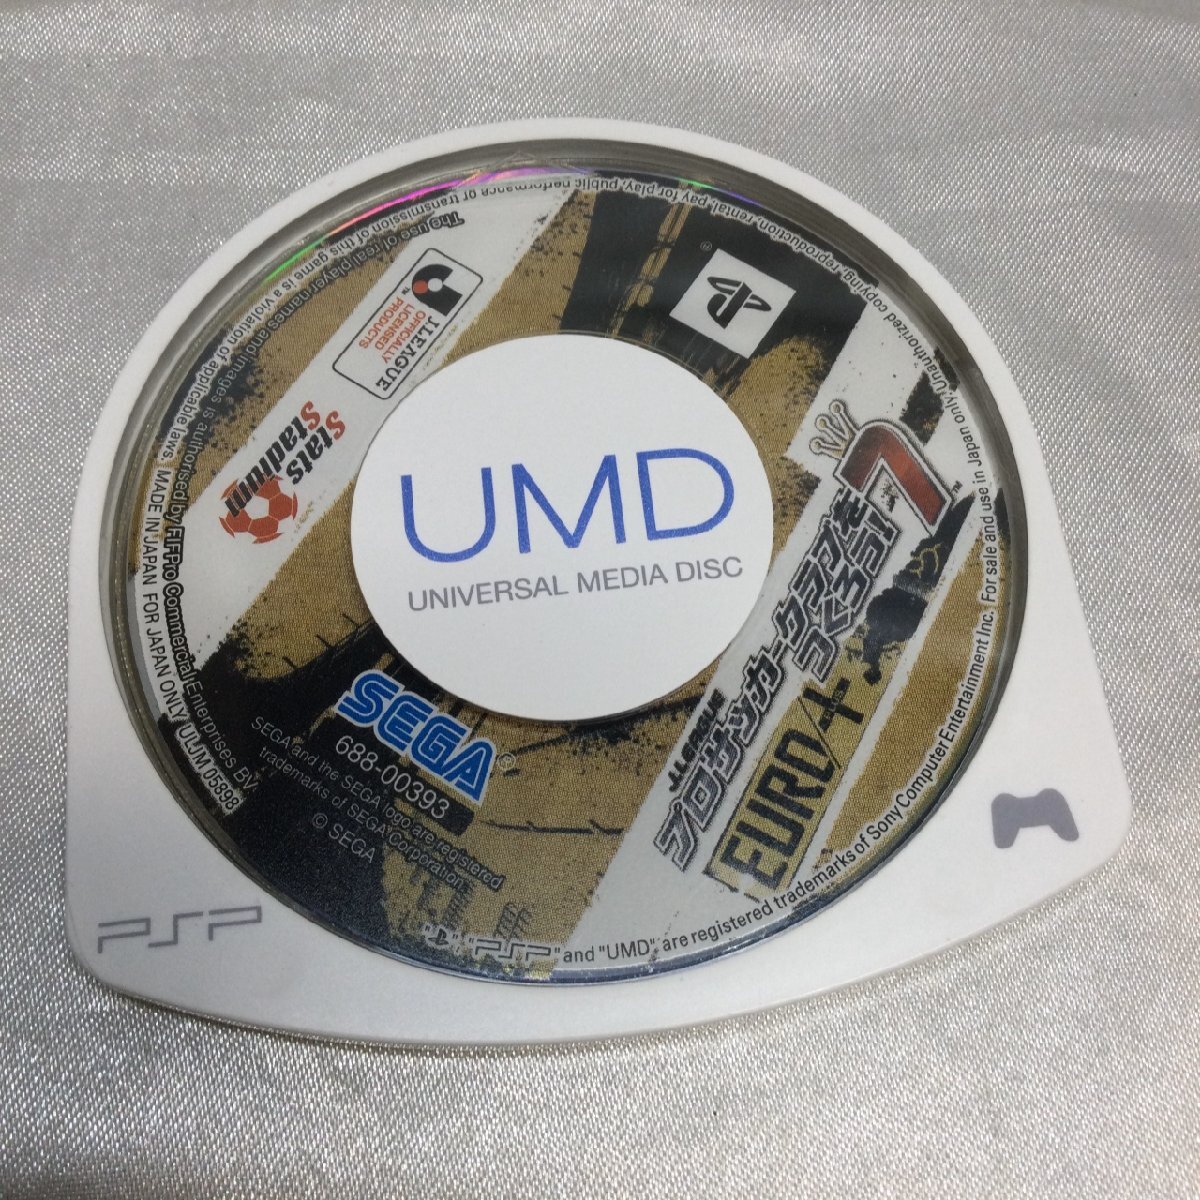 UMD
UNIVERSAL MEDIA DISC
J.LEAGUE
OFFICIALLY
LICENSED
PRODUCTS
™
Stats
Stadium
®
J.LEAGUE
プロサッカークラブを
つくろう!
7
™
EURO+
SEGA®
688-00393
SEGA and the SEGA logo are registered
trademarks of SEGA Corporation.
© SEGA
The use of real player names and images is authorised by FIFPro Commercial Enterprises BV.
MADE IN JAPAN FOR JAPAN ONLY ULJM 05898
For sale and use in Japan only. Unauthorized copying, reproduction, rental, pay for play, public performance or transmission of this game is a violation of applicable laws.
" ", "PSP" and "UMD" are registered trademarks of Sony Computer Entertainment Inc.
PSP